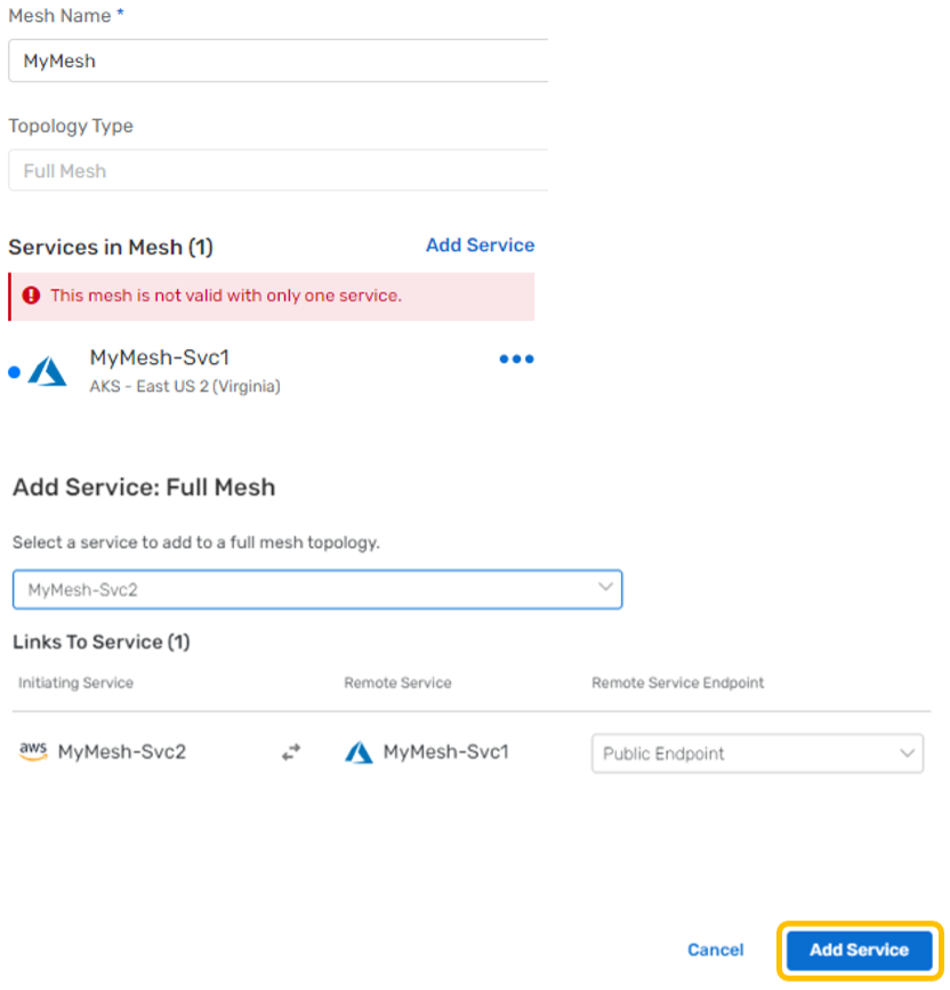 Mesh Name *
MyMesh
Topology Type
Full Mesh
Services in Mesh (1) Add Service
This mesh is not valid with only one service.
MyMesh-Svc1
AKS - East US 2 (Virginia)
Add Service: Full Mesh
Select a service to add to a full mesh topology.
MyMesh-Svc2
Links To Service (1)
Initiating Service Remote Service Remote Service Endpoint
aws MyMesh-Svc2 MyMesh-Svc1 Public Endpoint
Cancel Add Service